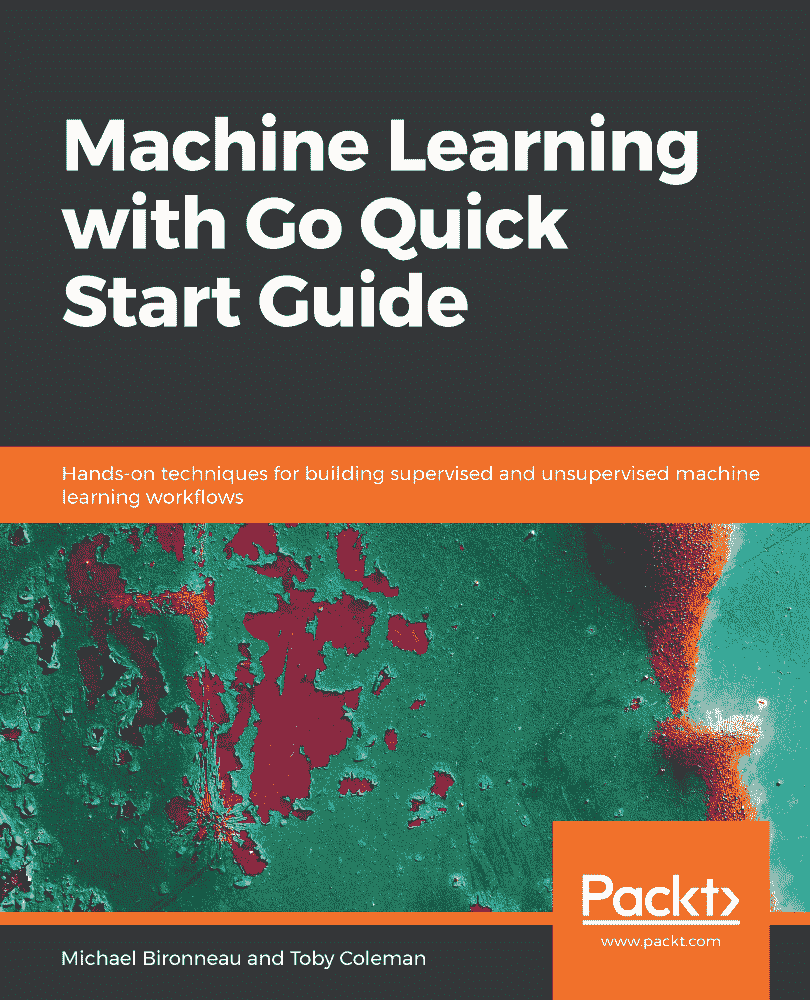 Machine Learning
with Go Quick
Start Guide
Hands-on techniques for building supervised and unsupervised machine
learning workflows
Packt>
www.packt.com
Michael Bironneau and Toby Coleman